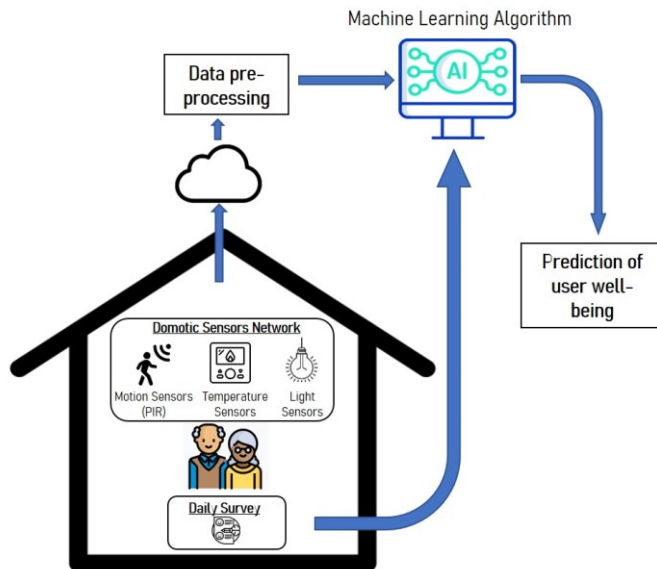 Machine Learning Algorithm
Data pre-
processing
AI
Prediction of
user well-
being
Domotic Sensors Network
Motion Sensors
(PIR)
Temperature
Sensors
Light
Sensors
Daily Survey